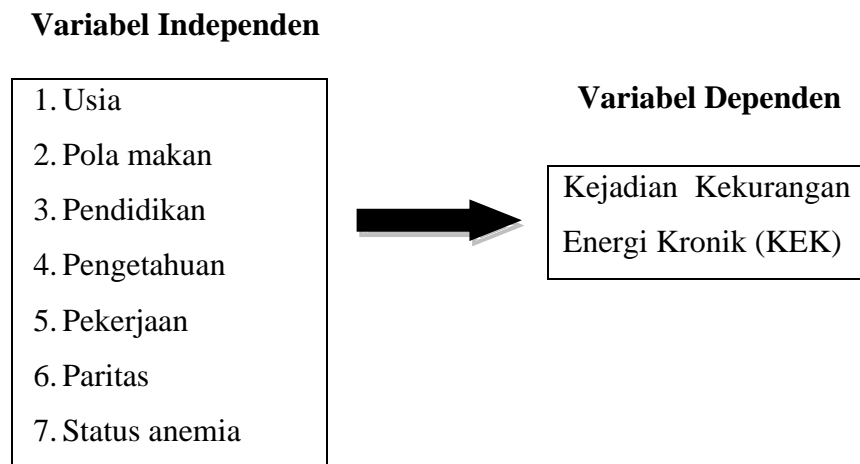 Variabel Independen
1. Usia
2. Pola makan
3. Pendidikan
4. Pengetahuan
5. Pekerjaan
6. Paritas
7. Status anemia
Variabel Dependen
Kejadian Kekurangan
Energi Kronik (KEK)